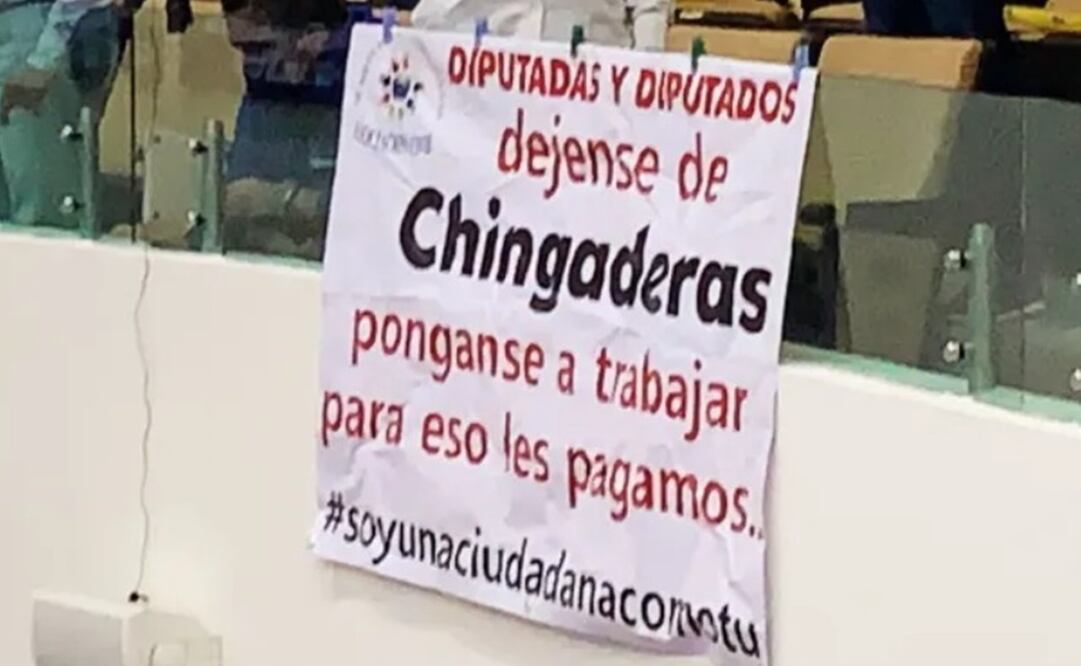 DIPUTADAS Y DIPUTADOS
dejense de
Chingaderas
ponganse a trabajar
para eso les pagamos..
#soyunaciudadanacomotu